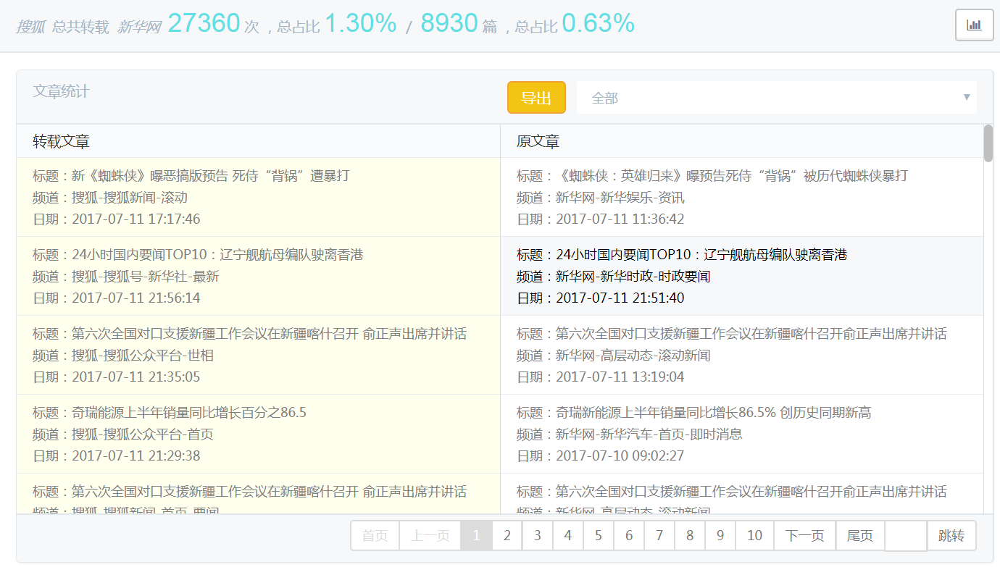 搜狐 总共转载 新华网 27360 次 ，总占比 1.30% / 8930 篇 ，总占比 0.63%
文章统计
导出
全部
转载文章
原文章
标题：新《蜘蛛侠》曝恶搞版预告 死侍“背锅”遭暴打
频道：搜狐-搜狐新闻-滚动
日期：2017-07-11 17:17:46
标题：《蜘蛛侠：英雄归来》曝预告死侍“背锅”被历代蜘蛛侠暴打
频道：新华网-新华娱乐-资讯
日期：2017-07-11 11:36:42
标题：24小时国内要闻TOP10：辽宁舰航母编队驶离香港
频道：搜狐-搜狐号-新华社-最新
日期：2017-07-11 21:56:14
标题：24小时国内要闻TOP10：辽宁舰航母编队驶离香港
频道：新华网-新华时政-时政要闻
日期：2017-07-11 21:51:40
标题：第六次全国对口支援新疆工作会议在新疆喀什召开 俞正声出席并讲话
频道：搜狐-搜狐公众平台-世相
日期：2017-07-11 21:35:05
标题：第六次全国对口支援新疆工作会议在新疆喀什召开俞正声出席并讲话
频道：新华网-高层动态-滚动新闻
日期：2017-07-11 13:19:04
标题：奇瑞能源上半年销量同比增长百分之86.5
频道：搜狐-搜狐公众平台-首页
日期：2017-07-11 21:29:38
标题：奇瑞新能源上半年销量同比增长86.5% 创历史同期新高
频道：新华网-新华汽车-首页-即时消息
日期：2017-07-10 09:02:27
标题：第六次全国对口支援新疆工作会议在新疆喀什召开 俞正声出席并讲话
频道：搜狐-搜狐新闻-首页-要闻
标题：第六次全国对口支援新疆工作会议在新疆喀什召开俞正声出席并讲话
频道：新华网-高层动态-滚动新闻
首页 上一页 1 2 3 4 5 6 7 8 9 10 下一页 尾页 跳转